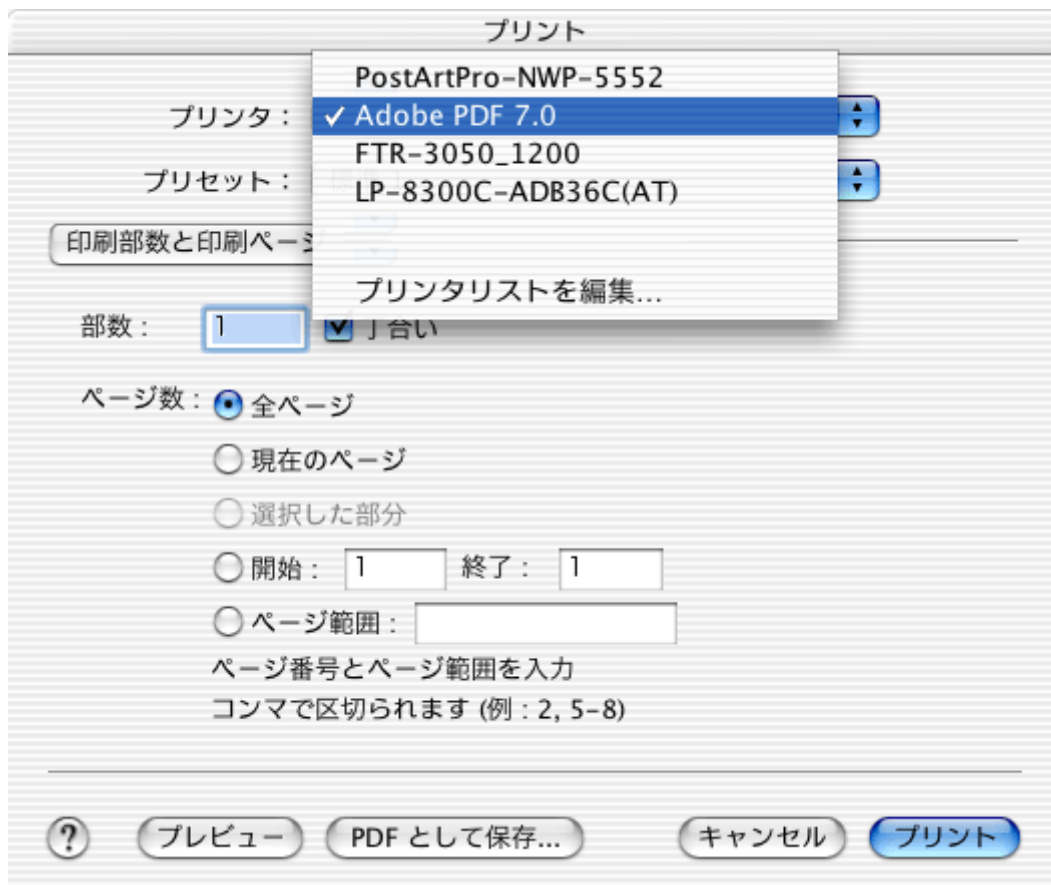 プリント
PostArtPro-NWP-5552
プリンタ： ✓ Adobe PDF 7.0
FTR-3050_1200
プリセット：
LP-8300C-ADB36C(AT)
印刷部数と印刷ペー
プリンタリストを編集...
部数： 1 丁合い
ページ数： 全ページ
現在のページ
選択した部分
開始： 1 終了： 1
ページ範囲：
ページ番号とページ範囲を入力
コンマで区切られます (例：2, 5-8)
? プレビュー PDF として保存... キャンセル プリント